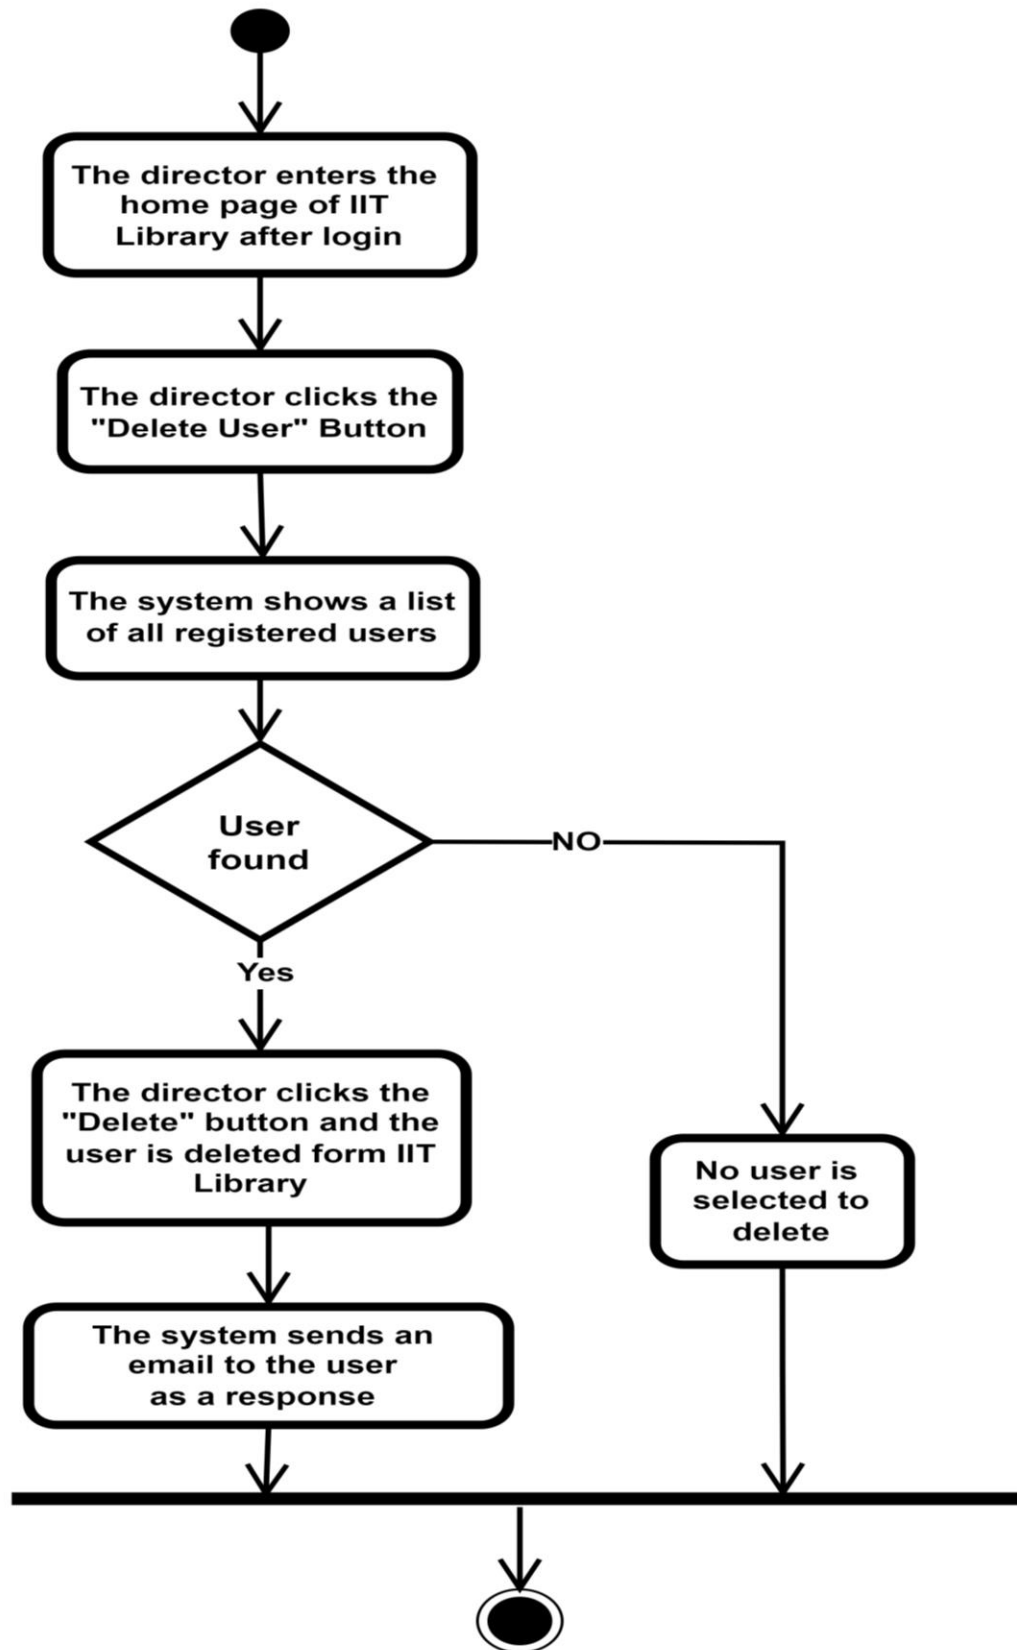 The director enters the
home page of IIT
Library after login
The director clicks the
"Delete User" Button
The system shows a list
of all registered users
User
found
NO
Yes
The director clicks the
"Delete" button and the
user is deleted form IIT
Library
No user is
selected to
delete
The system sends an
email to the user
as a response